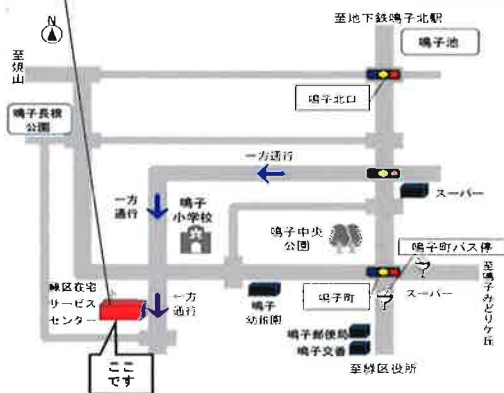 N
至地下鉄鳴子北駅
鳴子池
至焼山
鳴子北口
鳴子長根
公園
一方通行
スーパー
一方
通行
鳴子
小学校
鳴子中央
公園
鳴子町バス停
緑区在宅
サービス
センター
一方
通行
鳴子
幼稚園
鳴子町
スーパー
至鳴子みどりケ丘
鳴子郵便局
鳴子交番
ここ
です
至緑区役所